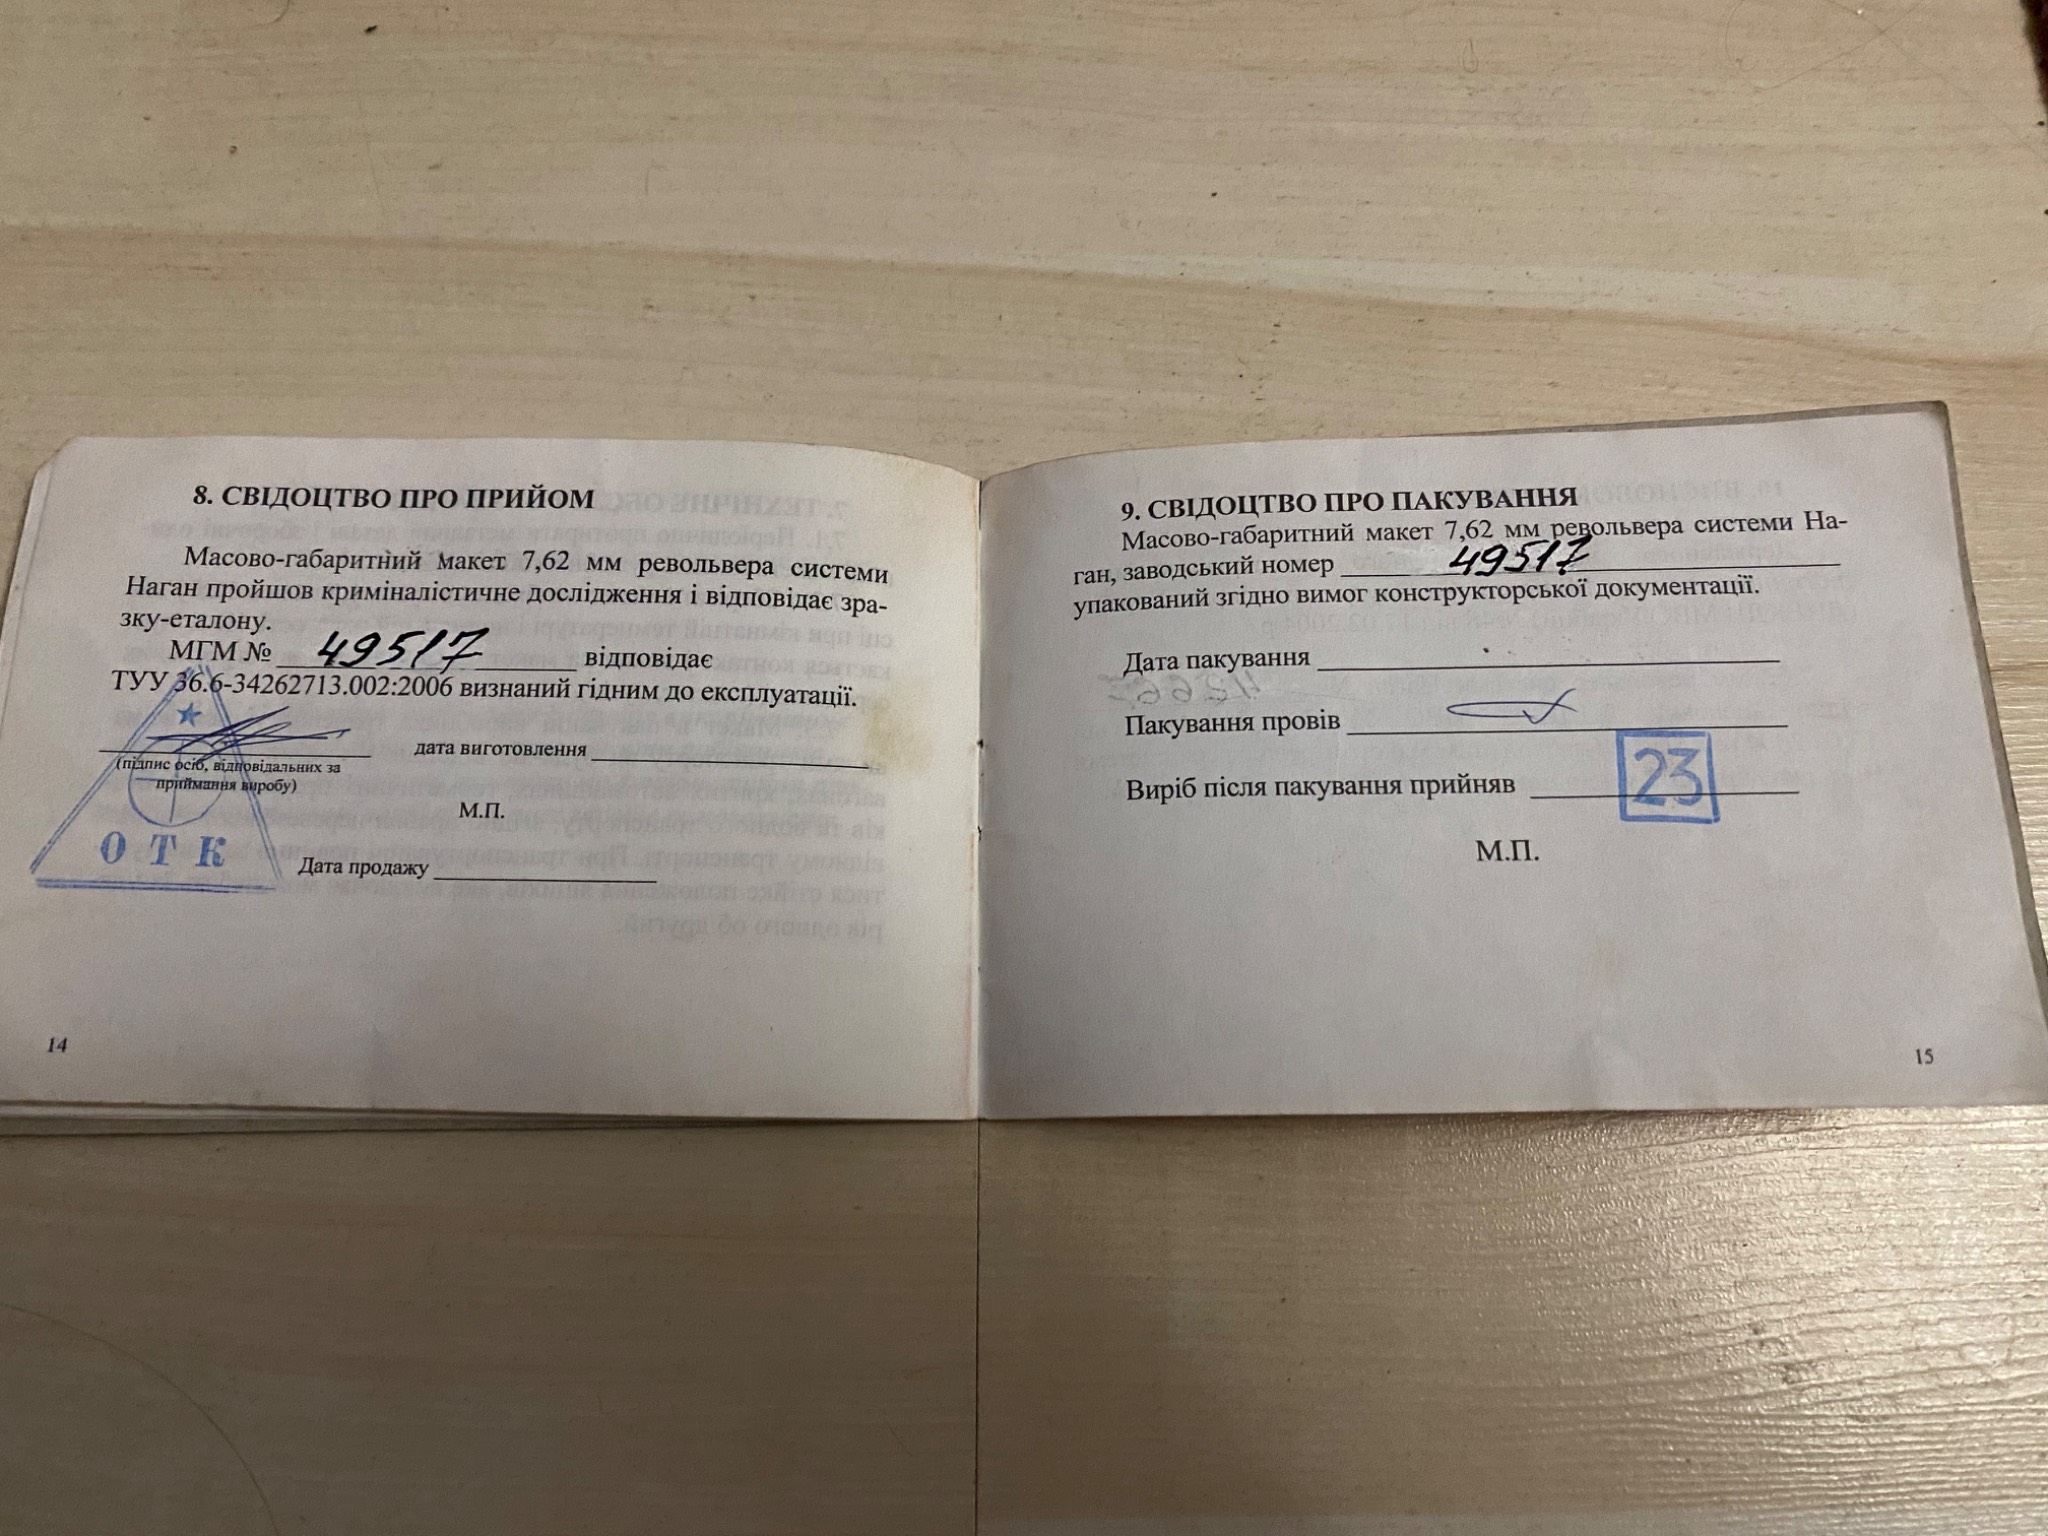 8. СВІДОЦТВО ПРО ПРИЙОМ
Масово-габаритний макет 7,62 мм револьвера системи
Наган пройшов криміналістичне дослідження і відповідає зра-
зку-еталону.
МГМ № 49517 відповідає
ТУУ 36.6-34262713.002:2006 визнаний гідним до експлуатації.
дата виготовлення
(підпис осіб, відповідальних за
приймання виробу)
М.П.
О Т К
Дата продажу
14
9. СВІДОЦТВО ПРО ПАКУВАННЯ
Масово-габаритний макет 7,62 мм револьвера системи На-
ган, заводський номер 49517
упакований згідно вимог конструкторської документації.
Дата пакування
Пакування провів
Виріб після пакування прийняв 23
М.П.
15